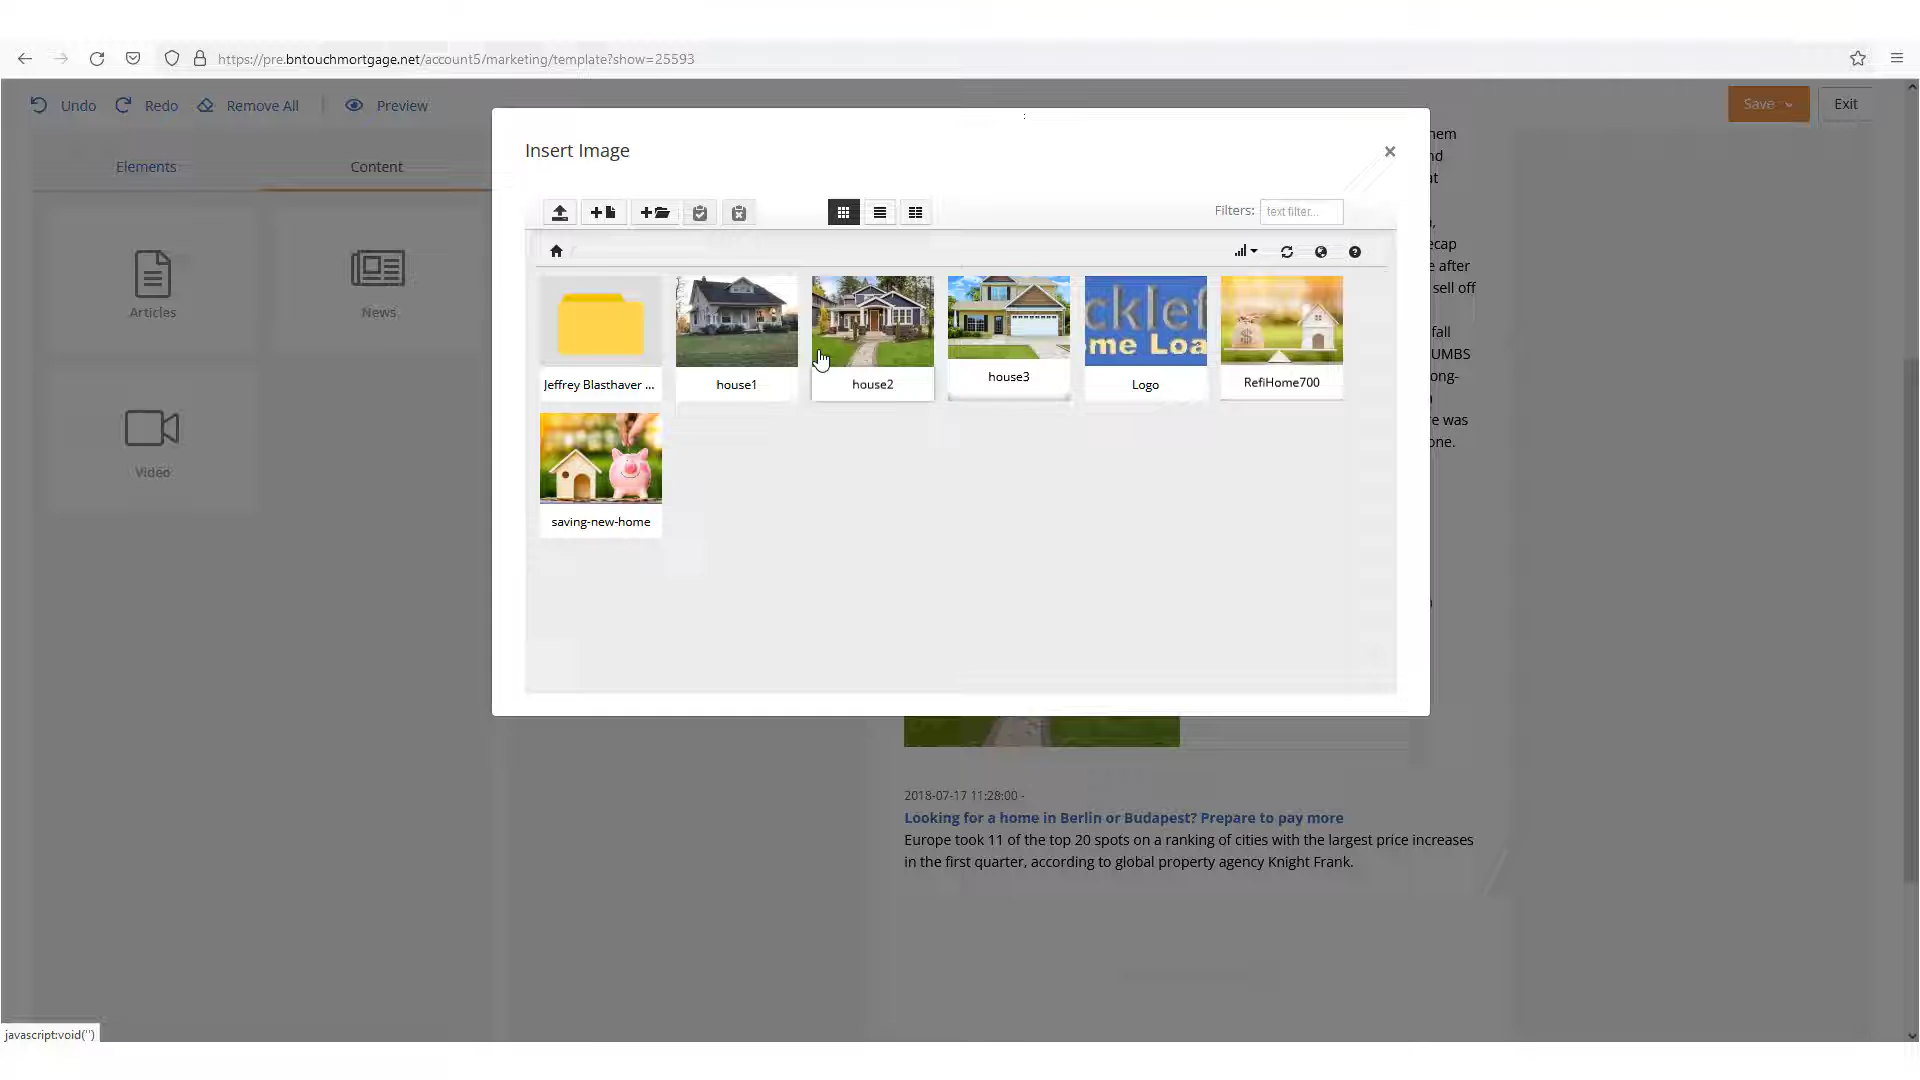 https://pre.bntouchmortgage.net/account5/marketing/template?show=25593
Undo Redo Remove All Preview
Save Exit
Insert Image
Elements Content
Filters: text filter...
Articles
News
Video
Jeffrey Blasthaver ...
house1
house2
house3
cklef
me Loa
Logo
RefiHome700
saving-new-home
hem
nd
at
ecap
e after
sell off
fall
UMBS
ong-
n
re was
one.
2018-07-17 11:28:00 -
Looking for a home in Berlin or Budapest? Prepare to pay more
Europe took 11 of the top 20 spots on a ranking of cities with the largest price increases
in the first quarter, according to global property agency Knight Frank.
javascript:void('')